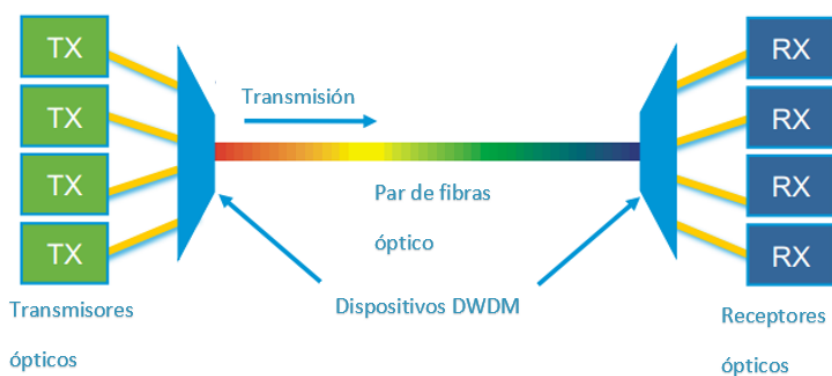 TX
RX
Transmisión
TX
RX
TX
RX
Par de fibras
óptico
TX
RX
Dispositivos DWDM
Transmisores
ópticos
Receptores
ópticos